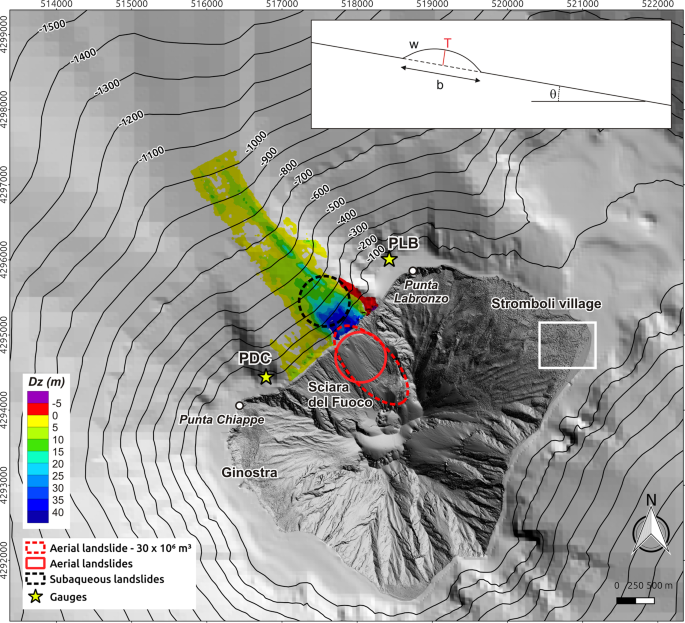 514000 515000 516000 517000 518000 519000 520000 521000 522000
4299000
4298000
4297000
4296000
4295000
4294000
4293000
4292000
-1500
-1400
-1300
-1200
-1100
-1000
-900
-800
-700
-600
-500
-400
-300
-200
-100
w
T
b
θ
PLB
Punta
Labronzo
Stromboli village
PDC
Sciara
del Fuoco
Punta Chiappe
Ginostra
Dz (m)
-5
0
5
10
15
20
25
30
35
40
Aerial landslide - 30 x 10⁶ m³
Aerial landslides
Subaqueous landslides
Gauges
N
0 250 500 m